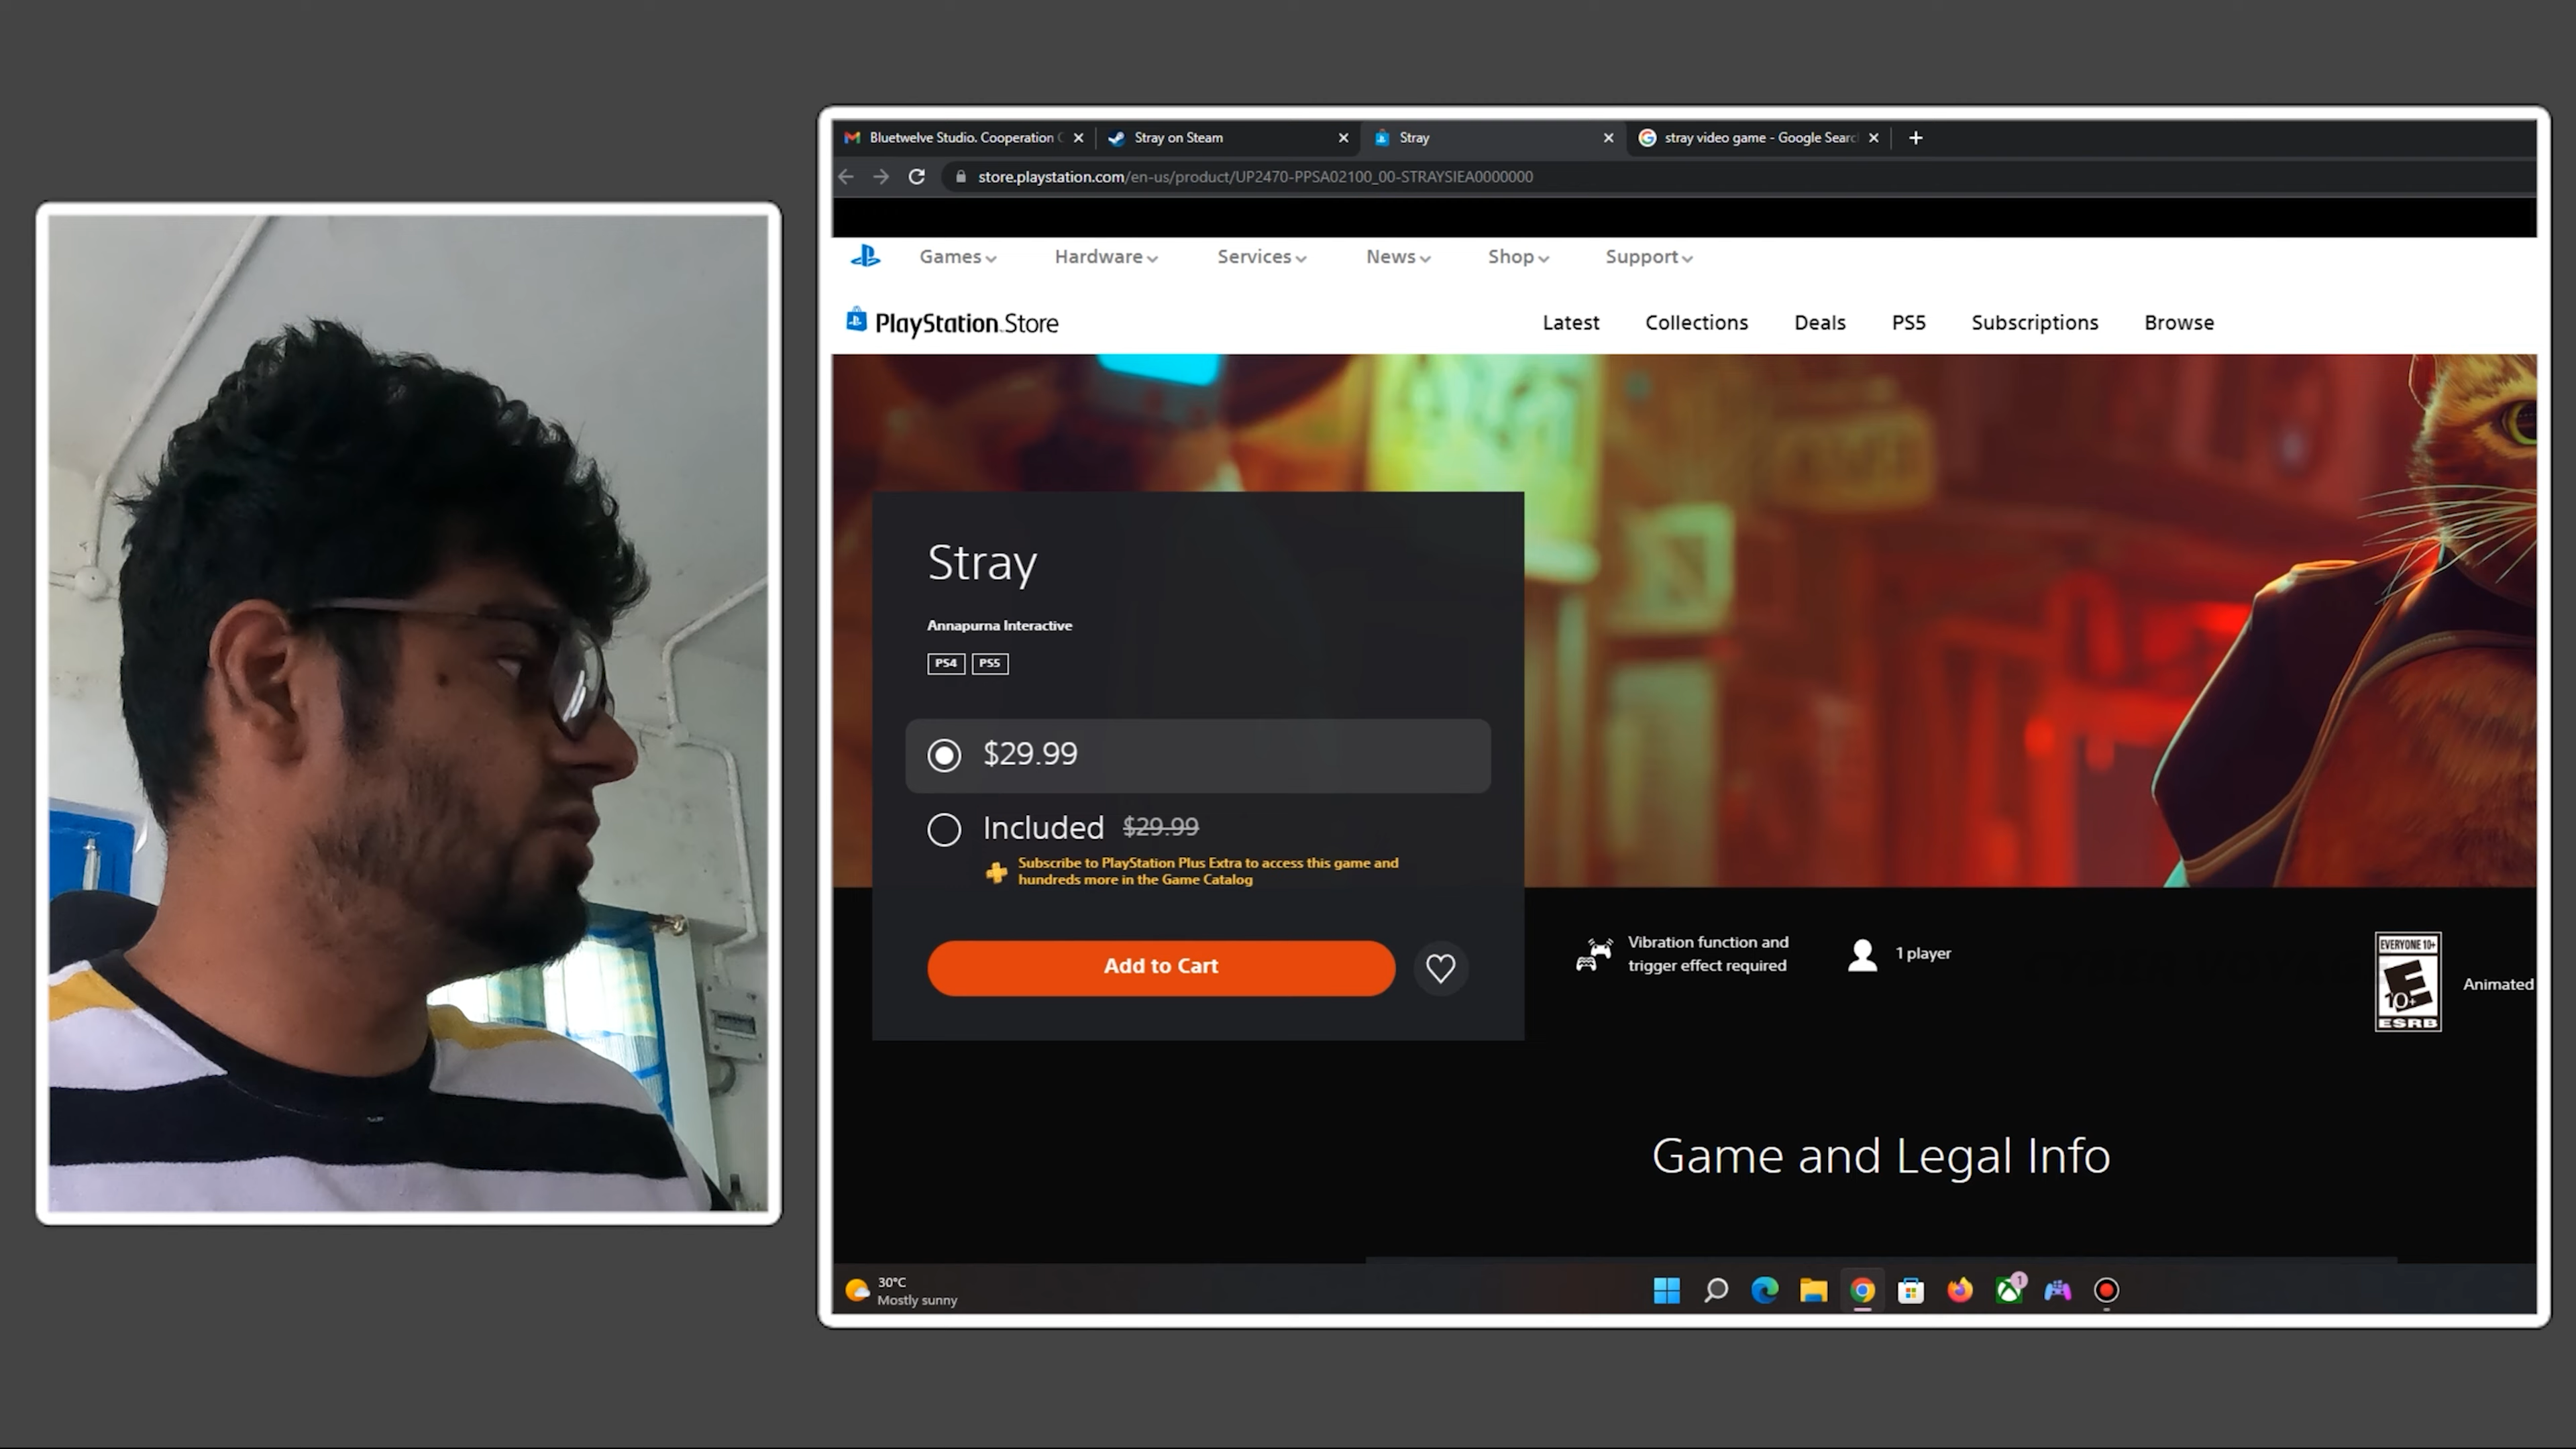 Bluetwelve Studio. Cooperation
Stray on Steam
Stray
stray video game - Google Searc
store.playstation.com/en-us/product/UP2470-PPSA02100_00-STRAYSIEA0000000
Games
Hardware
Services
News
Shop
Support
PlayStation Store
Latest
Collections
Deals
PS5
Subscriptions
Browse
Stray
Annapurna Interactive
PS4 PS5
$29.99
Included $29.99
Subscribe to PlayStation Plus Extra to access this game and
hundreds more in the Game Catalog
Add to Cart
Vibration function and
trigger effect required
1 player
EVERYONE 10+
E
10+
ESRB
Animated
Game and Legal Info
30°C
Mostly sunny
1